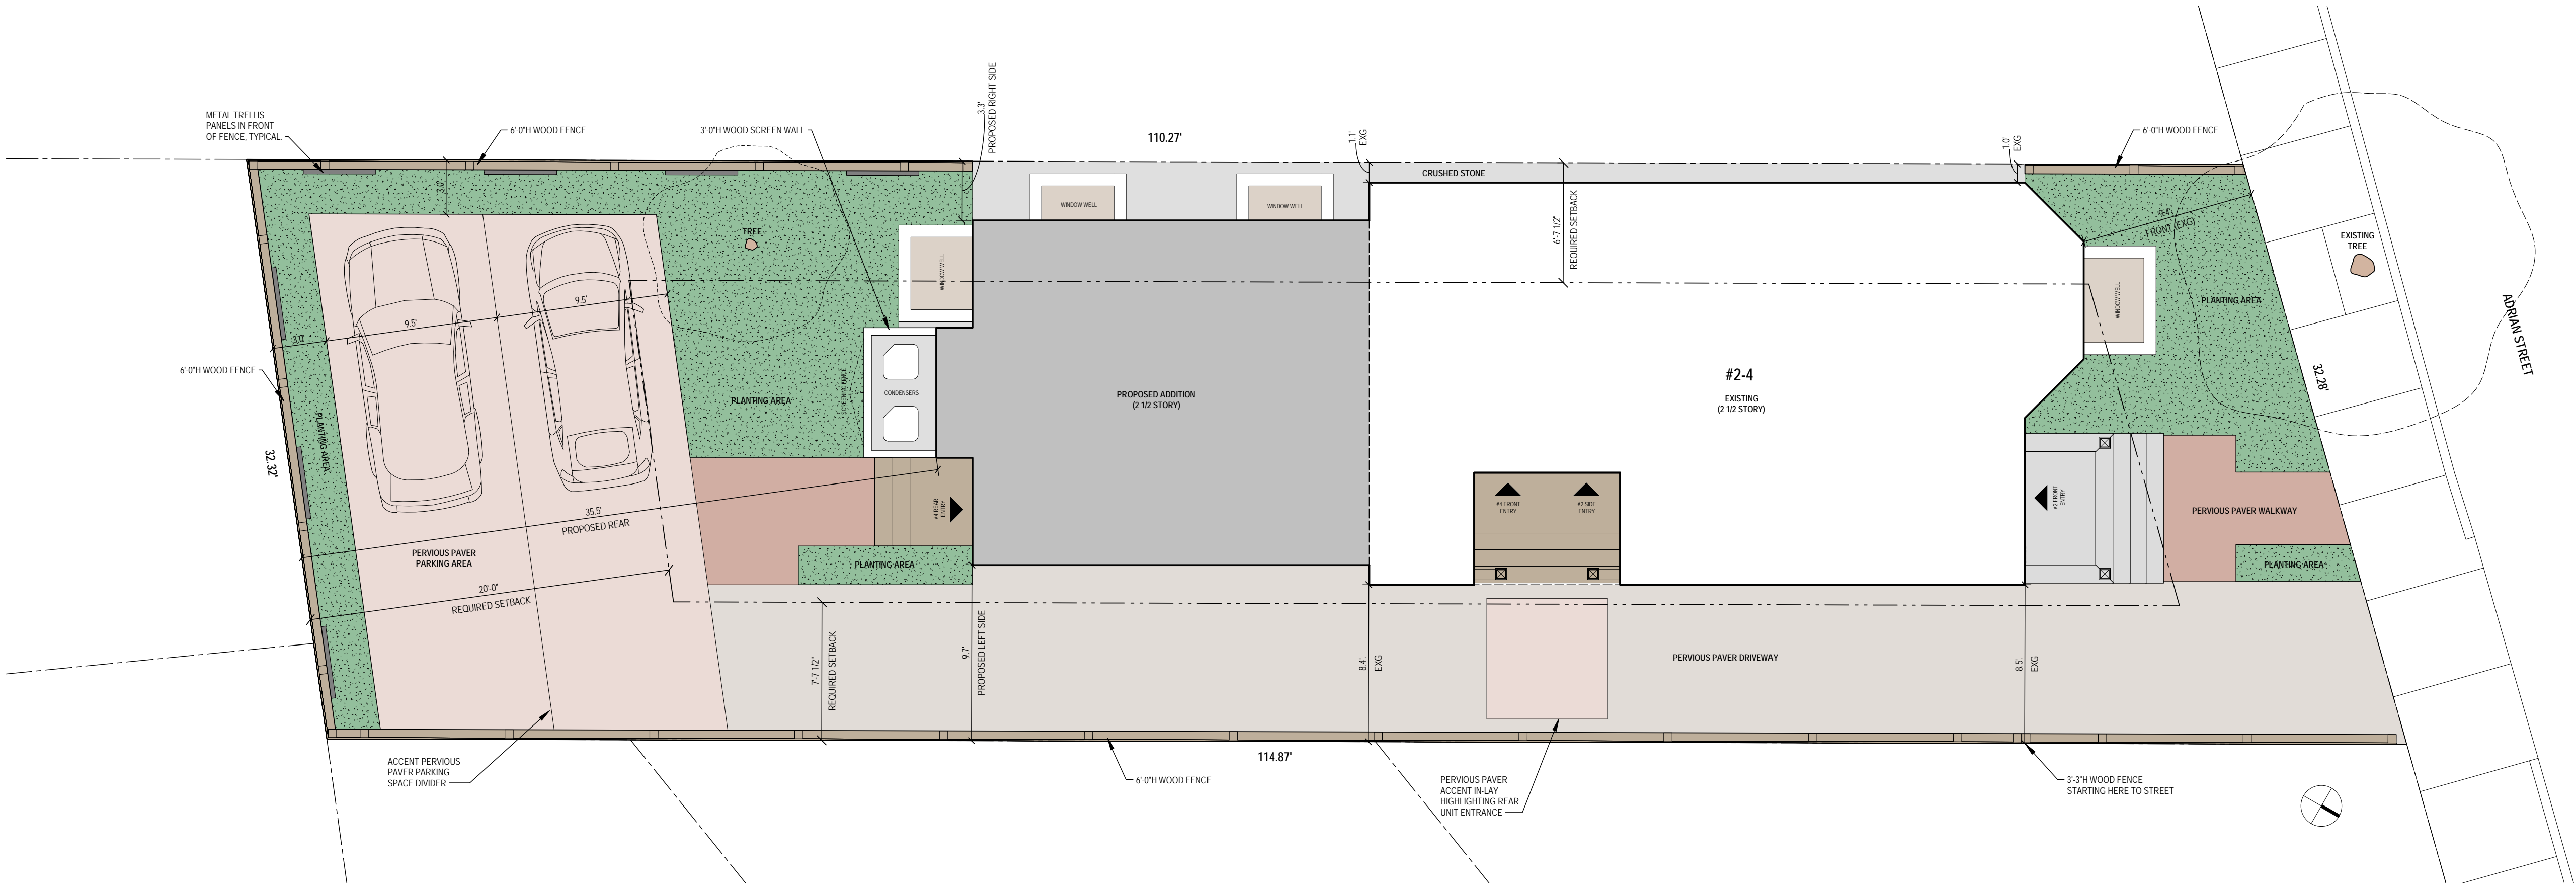 METAL TRELLIS
PANELS IN FRONT
OF FENCE, TYPICAL.
6'-0"H WOOD FENCE
3'-0"H WOOD SCREEN WALL
3.3'
PROPOSED RIGHT SIDE
110.27'
1.1'
EXG
1.0'
EXG
6'-0"H WOOD FENCE
CRUSHED STONE
3.0'
WINDOW WELL
WINDOW WELL
6'-7 1/2"
REQUIRED SETBACK
9.4'
FRONT (EXG)
TREE
EXISTING
TREE
WINDOW WELL
WINDOW WELL
PLANTING AREA
ADRIAN STREET
9.5'
9.5'
3.0'
6'-0"H WOOD FENCE
32.28'
#2-4
EXISTING
(2 1/2 STORY)
PROPOSED ADDITION
(2 1/2 STORY)
CONDENSERS
SCREENING FENCE
PLANTING AREA
PLANTING AREA
32.32'
35.5'
PROPOSED REAR
#4 REAR
ENTRY
#4 FRONT
ENTRY
#2 SIDE
ENTRY
#2 FRONT
ENTRY
PERVIOUS PAVER WALKWAY
PERVIOUS PAVER
PARKING AREA
PLANTING AREA
PLANTING AREA
20'-0"
REQUIRED SETBACK
7'-7 1/2"
REQUIRED SETBACK
9.7'
PROPOSED LEFT SIDE
8.4'
EXG
PERVIOUS PAVER DRIVEWAY
8.5'
EXG
ACCENT PERVIOUS
PAVER PARKING
SPACE DIVIDER
6'-0"H WOOD FENCE
114.87'
PERVIOUS PAVER
ACCENT IN-LAY
HIGHLIGHTING REAR
UNIT ENTRANCE
3'-3"H WOOD FENCE
STARTING HERE TO STREET